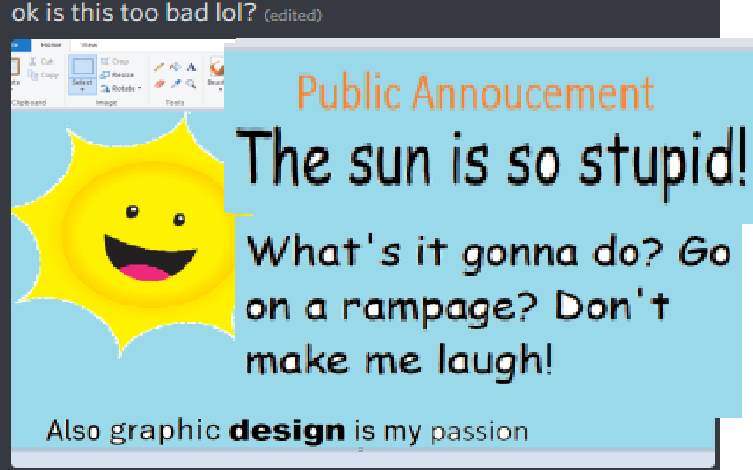 ok is this too bad lol? (edited)
Home View
Cut
Copy
Clipboard
Select
Crop
Resize
Rotate
Image
Tools
Public Annoucement
The sun is so stupid!
What's it gonna do? Go
on a rampage? Don't
make me laugh!
Also graphic design is my passion